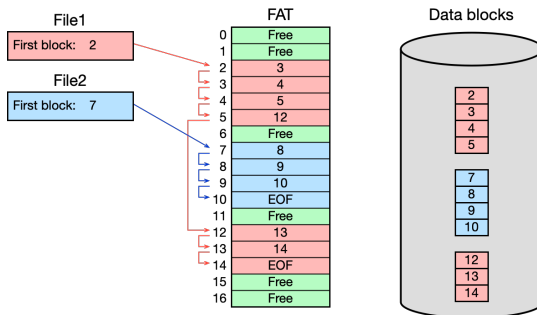 File1
First block: 2
File2
First block: 7
FAT
0 Free
1 Free
2 3
3 4
4 5
5 12
6 Free
7 8
8 9
9 10
10 EOF
11 Free
12 13
13 14
14 EOF
15 Free
16 Free
Data blocks
2
3
4
5
7
8
9
10
12
13
14